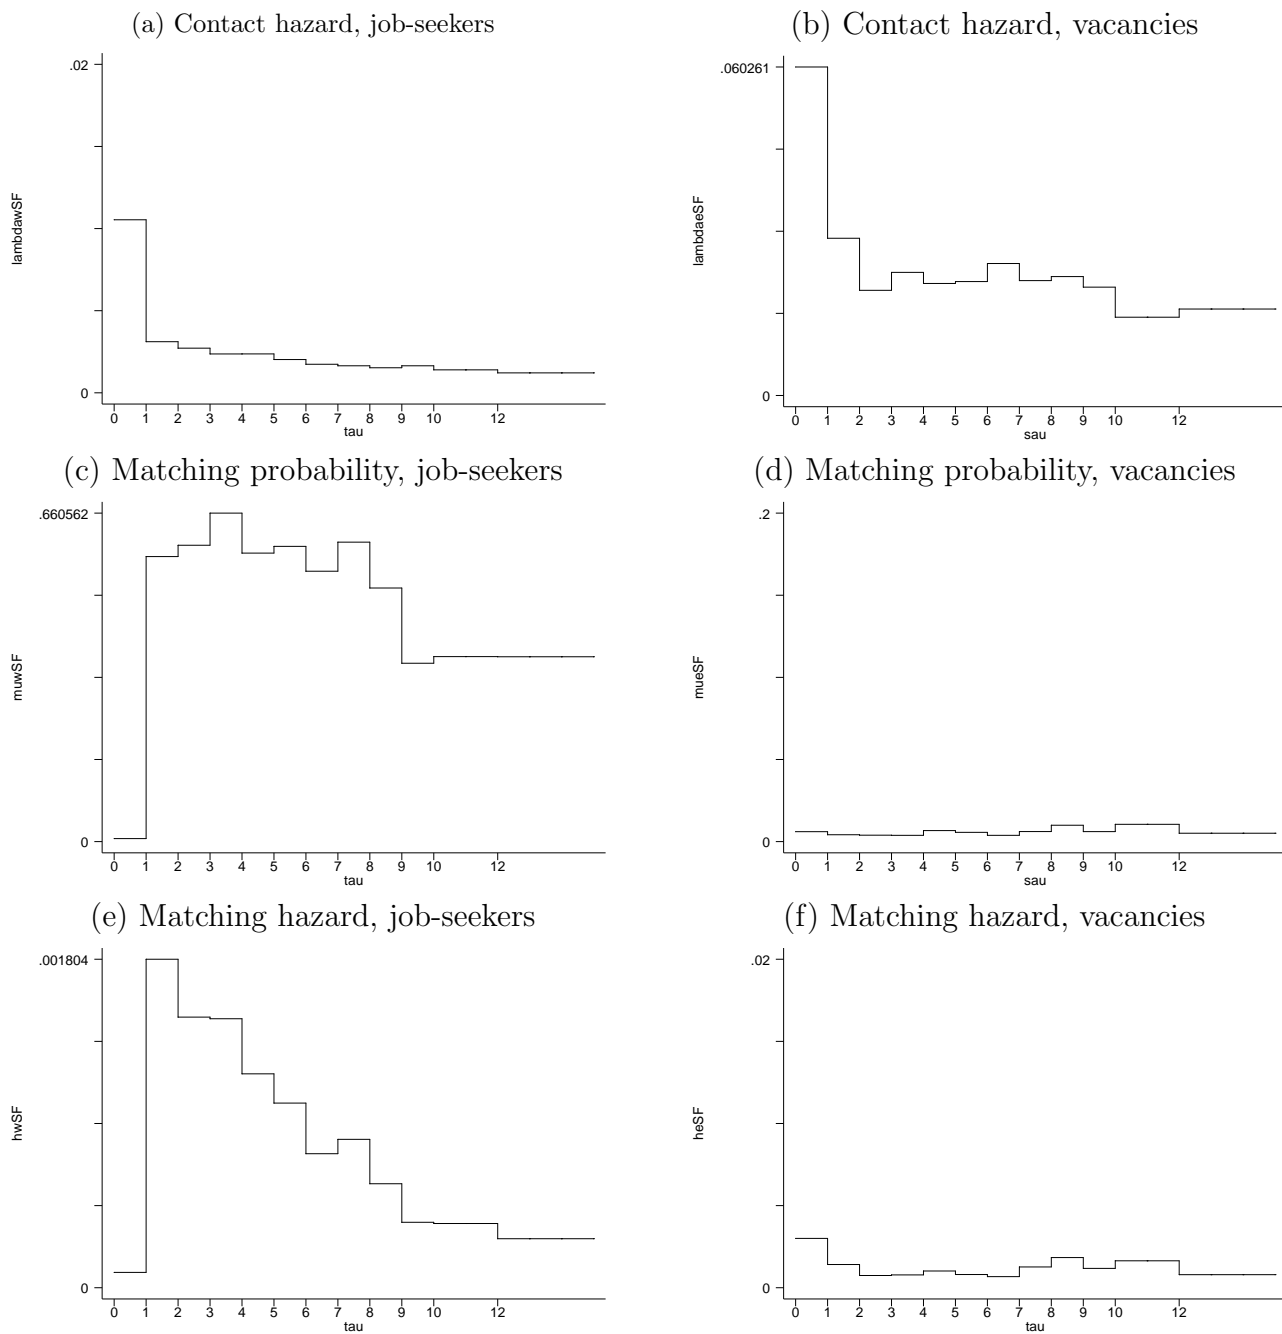 (a) Contact hazard, job-seekers
.02
lambdawSF
0
0 1 2 3 4 5 6 7 8 9 10 12
tau
(b) Contact hazard, vacancies
.060261
lambdaeSF
0
0 1 2 3 4 5 6 7 8 9 10 12
sau
(c) Matching probability, job-seekers
.660562
muwSF
0
0 1 2 3 4 5 6 7 8 9 10 12
tau
(d) Matching probability, vacancies
.2
mueSF
0
0 1 2 3 4 5 6 7 8 9 10 12
sau
(e) Matching hazard, job-seekers
.001804
hwSF
0
0 1 2 3 4 5 6 7 8 9 10 12
tau
(f) Matching hazard, vacancies
.02
heSF
0
0 1 2 3 4 5 6 7 8 9 10 12
sau